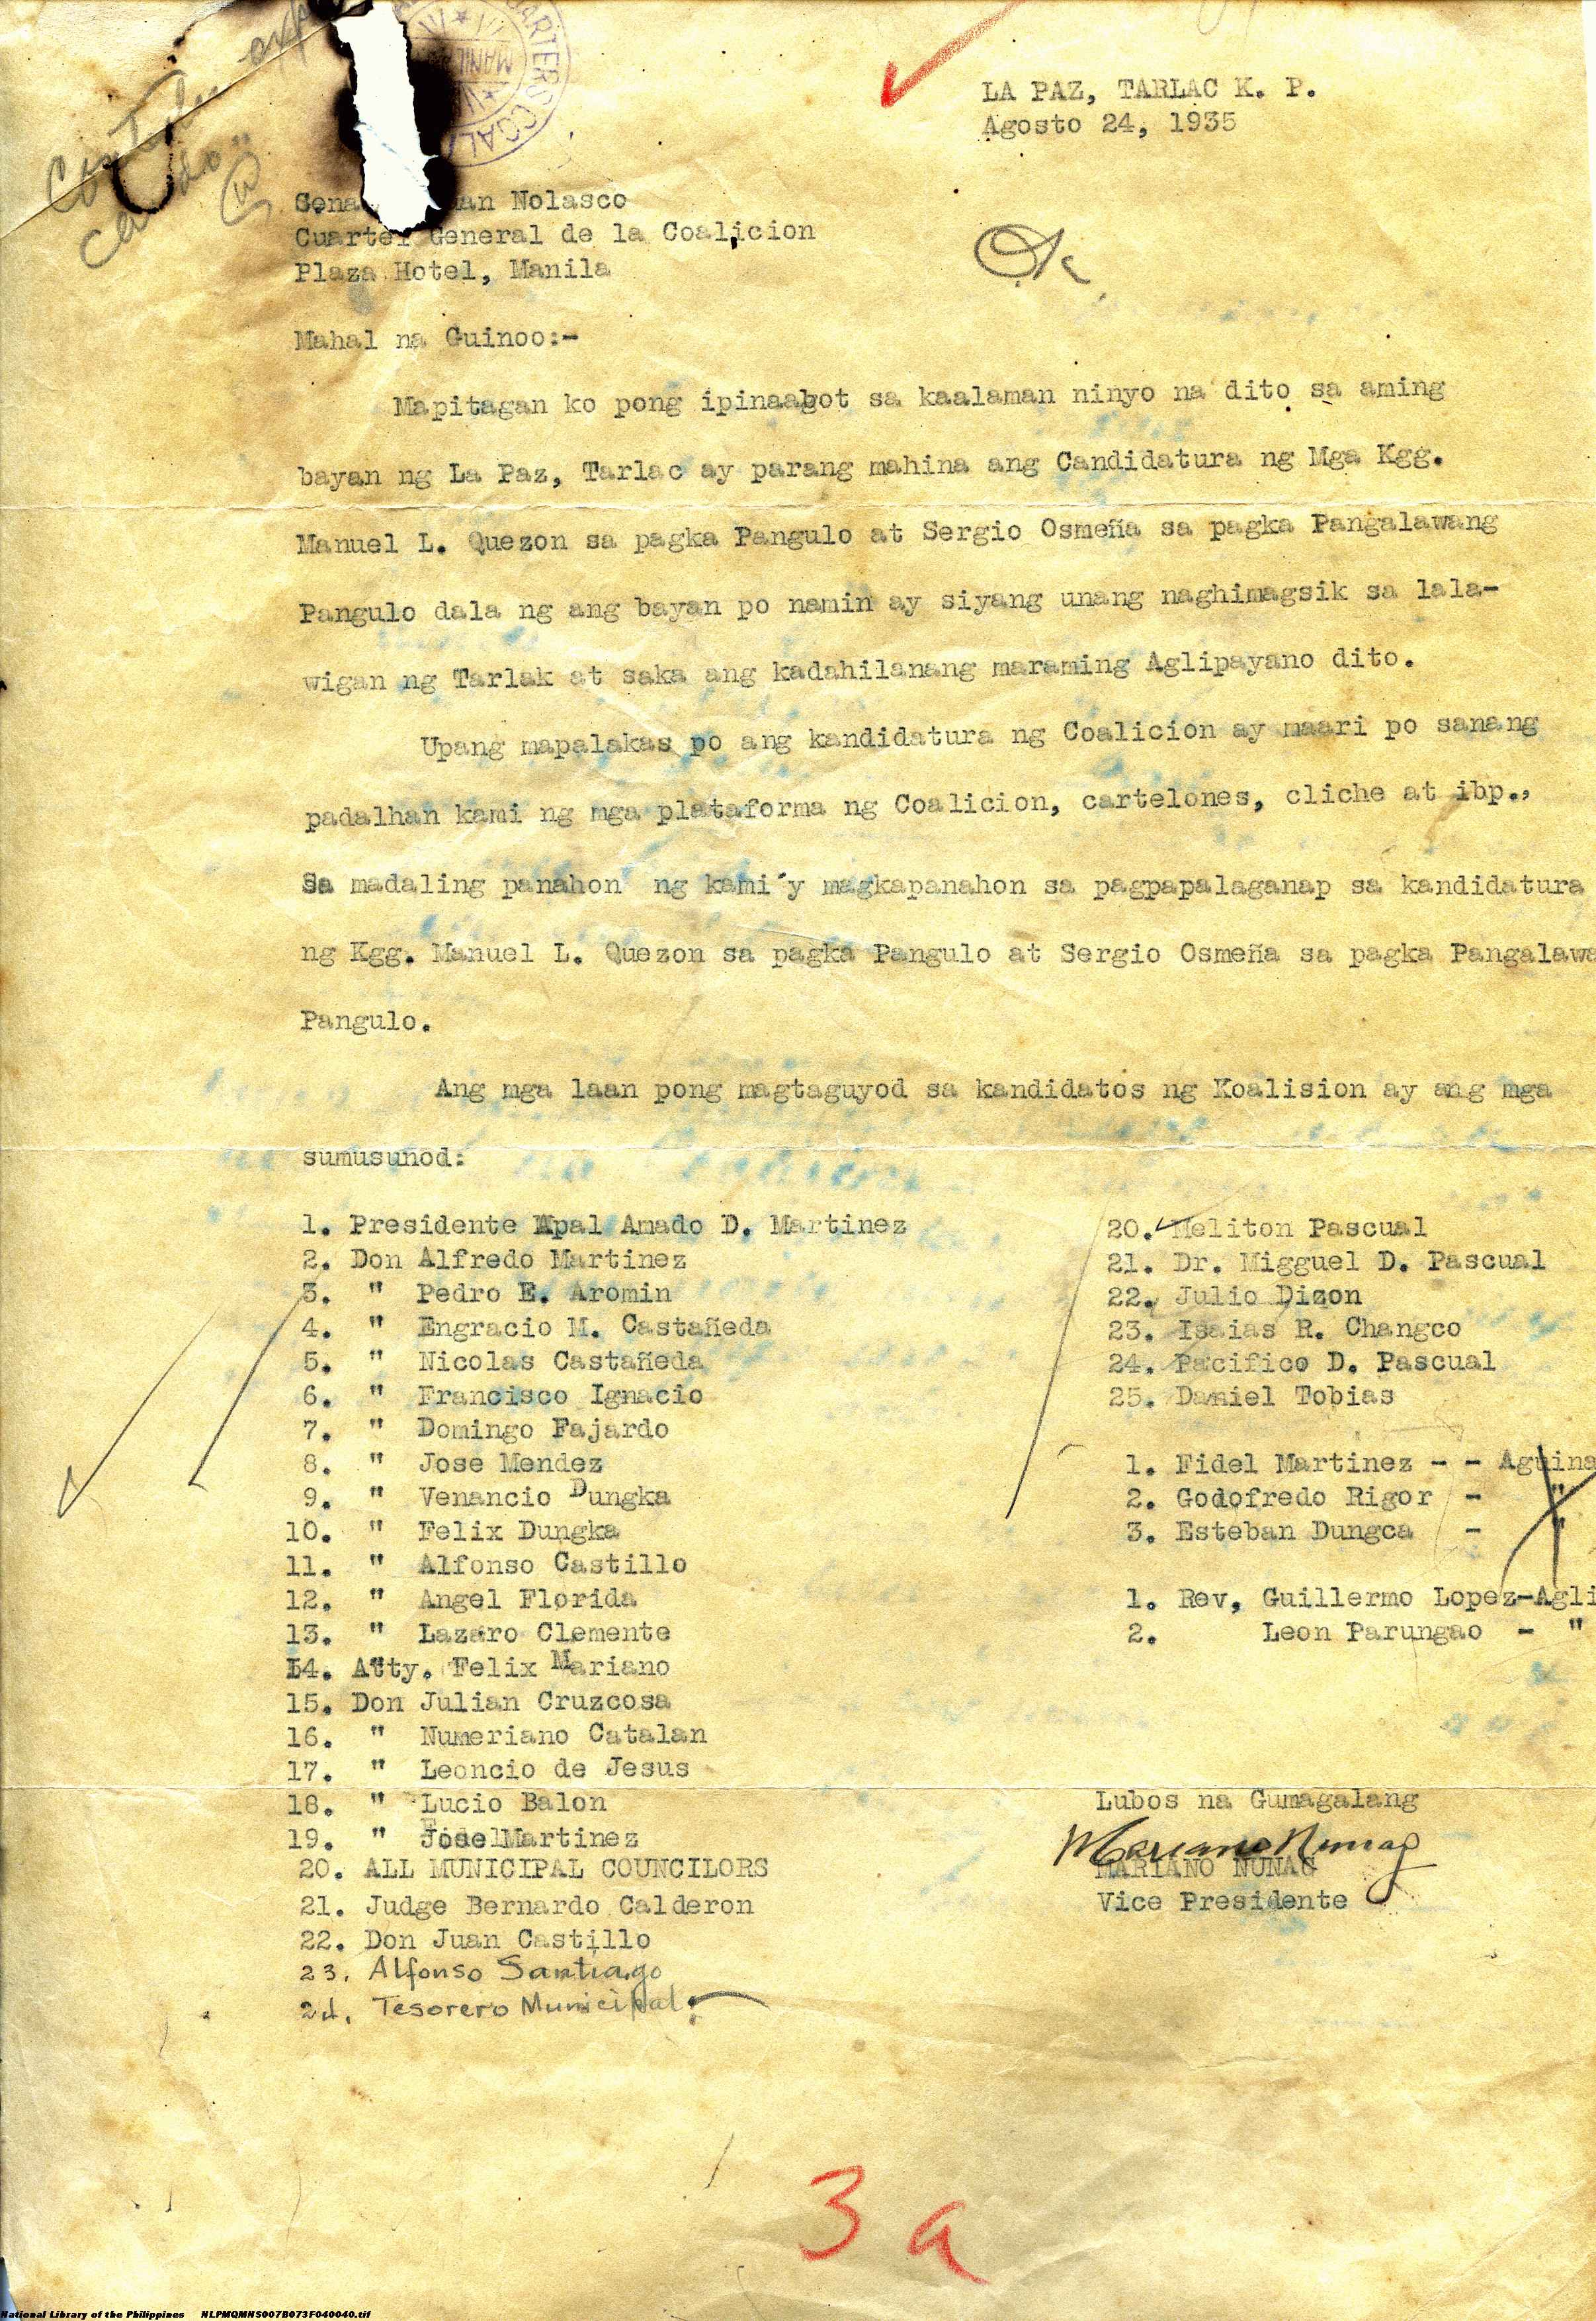 LA PAZ, TARLAC K. P.
Agosto 24, 1935
Nolasco
Cuartel General de la Coalicion
Plaza Hotel, Manila
Ok
Mahal na Guinoo:-
Mapitagan ko pong ipinaabot sa kaalaman ninyo na dito sa aming
bayan ng La Paz, Tarlac ay parang mahina ang Candidatura ng Mga Kgg.
Manuel L. Quezon sa pagka Pangulo at Sergio Osmeña sa pagka Pangalawang
Pangulo dala ng ang bayan po namin ay siyang unang naghimagsik sa lala-
wigan ng Tarlak at saka ang kadahilanang maraming Aglipayano dito.
Upang mapalakas po ang kandidatura ng Coalicion ay maari po sanang
padalhan kami ng mga plataforma ng Coalicion, cartelones, cliche at ibp.,
Sa madaling panahon ng kami'y magkapanahon sa pagpapalaganap sa kandidatura
ng Kgg. Manuel L. Quezon sa pagka Pangulo at Sergio Osmeña sa pagka Pangalawa
Pangulo.
Ang mga laan pong magtaguyod sa kandidatos ng Koalision ay ang mga
sumusunod:
1. Presidente Mpal Amado D. Martinez
2. Don Alfredo Martinez
3. " Pedro E. Aromin
4. " Engracio M. Castañeda
5. " Nicolas Castañeda
6. " Francisco Ignacio
7. " Domingo Fajardo
8. " Jose Mendez
9. " Venancio Dungka
10. " Felix Dungka
11. " Alfonso Castillo
12. " Angel Florida
13. " Lazaro Clemente
14. Atty. Felix Mariano
15. Don Julian Cruzcosa
16. " Numeriano Catalan
17. " Leoncio de Jesus
18. " Lucio Balon
19. " Martinez
20. ALL MUNICIPAL COUNCILORS
21. Judge Bernardo Calderon
22. Don Juan Castillo
23. Alfonso Santiago
24. Tesorero Municipal.
20. Meliton Pascual
21. Dr. Migguel D. Pascual
22. Julio Dizon
23. Isaias R. Changco
24. Pacifico D. Pascual
25. Daniel Tobias
1. Fidel Martinez - - Aguina
2. Godofredo Rigor - "
3. Esteban Dungca - "
1. Rev, Guillermo Lopez-Agli
2. Leon Parungao - "
Lubos na Gumagalang
Mariano Nunag
MARIANO NUNAG
Vice Presidente
3 a
National Library of the Philippines NLPMQMNS007B073F040040.tif